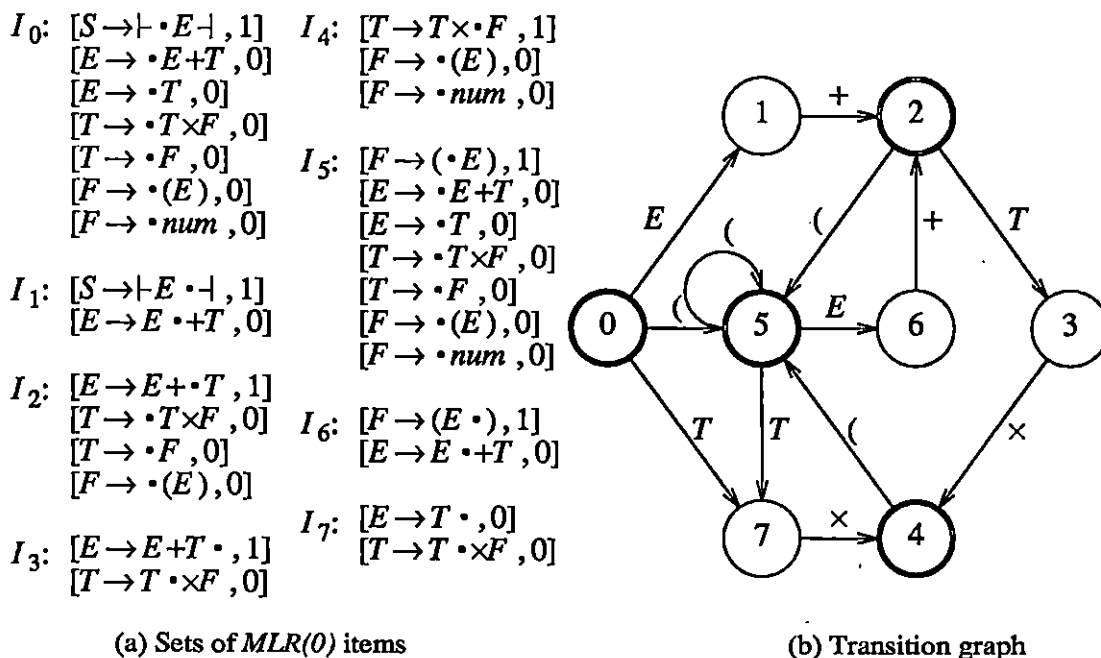 I0: [S→⊢•E⊣, 1]
[E→ •E+T, 0]
[E→ •T, 0]
[T→ •T×F, 0]
[T→ •F, 0]
[F→ •(E), 0]
[F→ •num, 0]
I1: [S→⊢E•⊣, 1]
[E→E•+T, 0]
I2: [E→E+•T, 1]
[T→ •T×F, 0]
[T→ •F, 0]
[F→ •(E), 0]
I3: [E→E+T•, 1]
[T→T•×F, 0]
I4: [T→T×•F, 1]
[F→ •(E), 0]
[F→ •num, 0]
I5: [F→(•E), 1]
[E→ •E+T, 0]
[E→ •T, 0]
[T→ •T×F, 0]
[T→ •F, 0]
[F→ •(E), 0]
[F→ •num, 0]
I6: [F→(E•), 1]
[E→E•+T, 0]
I7: [E→T•, 0]
[T→T•×F, 0]
(a) Sets of MLR(0) items
1 + 2
E ( T
( +
0 ( 5 E 6 3
T T ( ×
7 × 4
(b) Transition graph